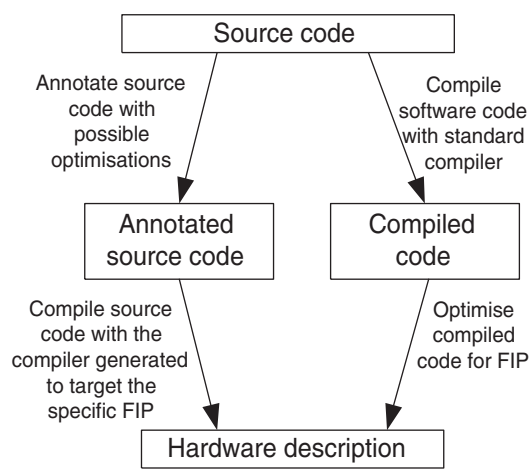 Source code
Annotate source
code with
possible
optimisations
Compile
software code
with standard
compiler
Annotated
source code
Compiled
code
Compile source
code with the
compiler generated
to target the
specific FIP
Optimise
compiled
code for FIP
Hardware description